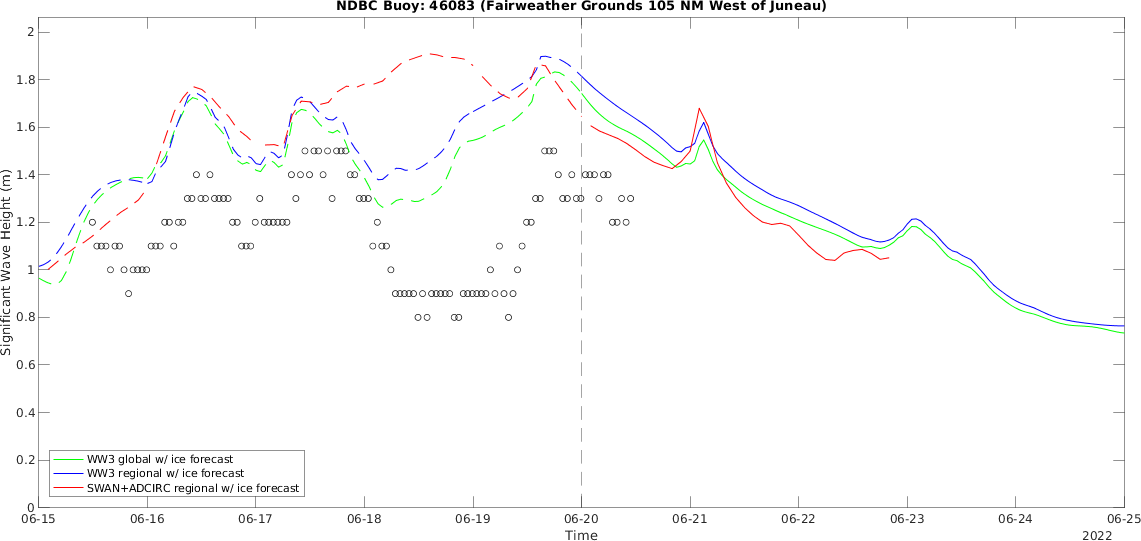 NDBC Buoy: 46083 (Fairweather Grounds 105 NM West of Juneau)
2
1.8
1.6
1.4
1.2
1
0.8
0.6
0.4
0.2
0
Significant Wave Height (m)
WW3 global w/ ice forecast
WW3 regional w/ ice forecast
SWAN+ADCIRC regional w/ ice forecast
06-15 06-16 06-17 06-18 06-19 06-20 06-21 06-22 06-23 06-24 06-25
Time
2022